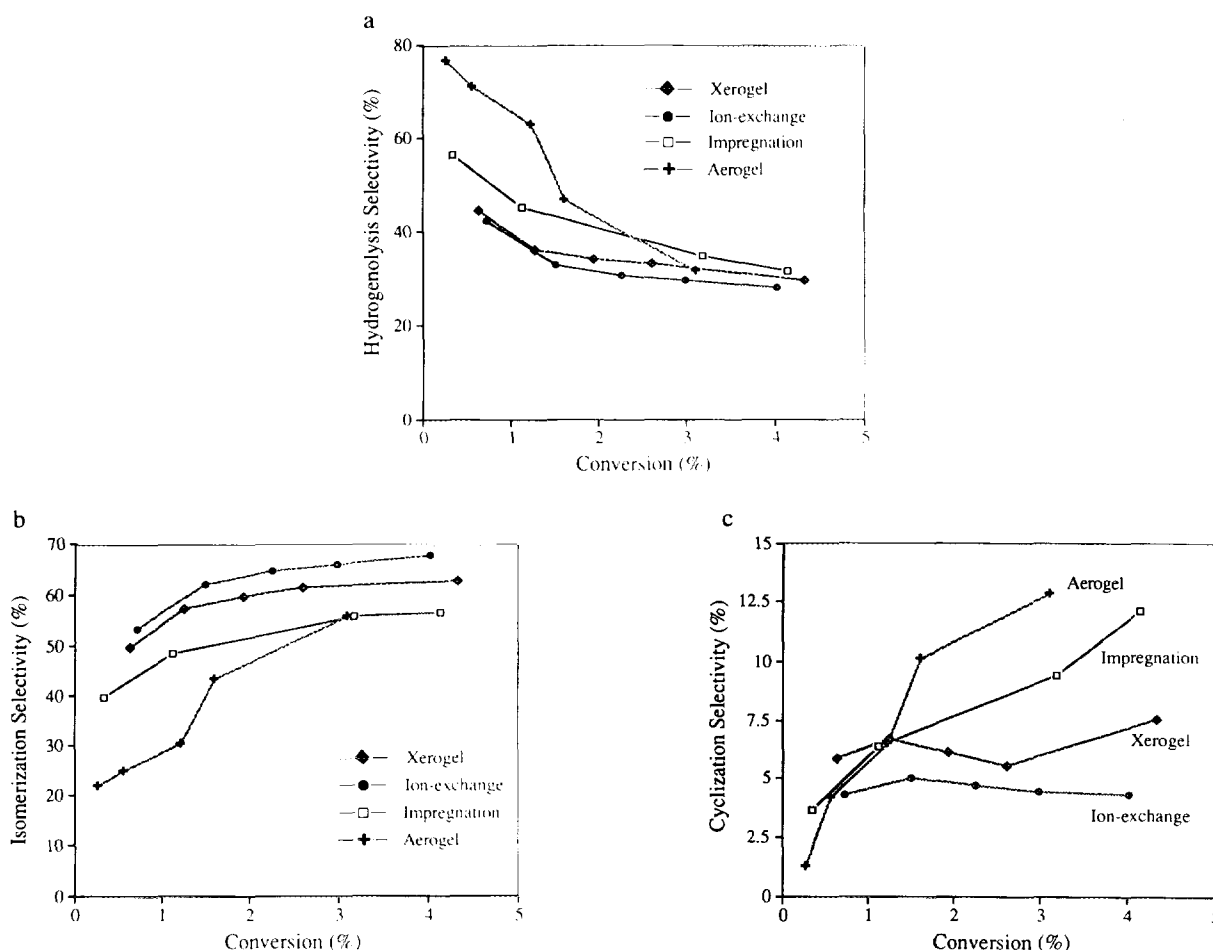 a
80
60
40
20
0
Hydrogenolysis Selectivity (%)
Xerogel
Ion-exchange
Impregnation
Aerogel
0 1 2 3 4 5
Conversion (%)
b
70
60
50
40
30
20
10
0
Isomerization Selectivity (%)
Xerogel
Ion-exchange
Impregnation
Aerogel
0 1 2 3 4 5
Conversion (%)
c
15
12.5
10
7.5
5
2.5
0
Cyclization Selectivity (%)
Aerogel
Impregnation
Xerogel
Ion-exchange
0 1 2 3 4 5
Conversion (%)